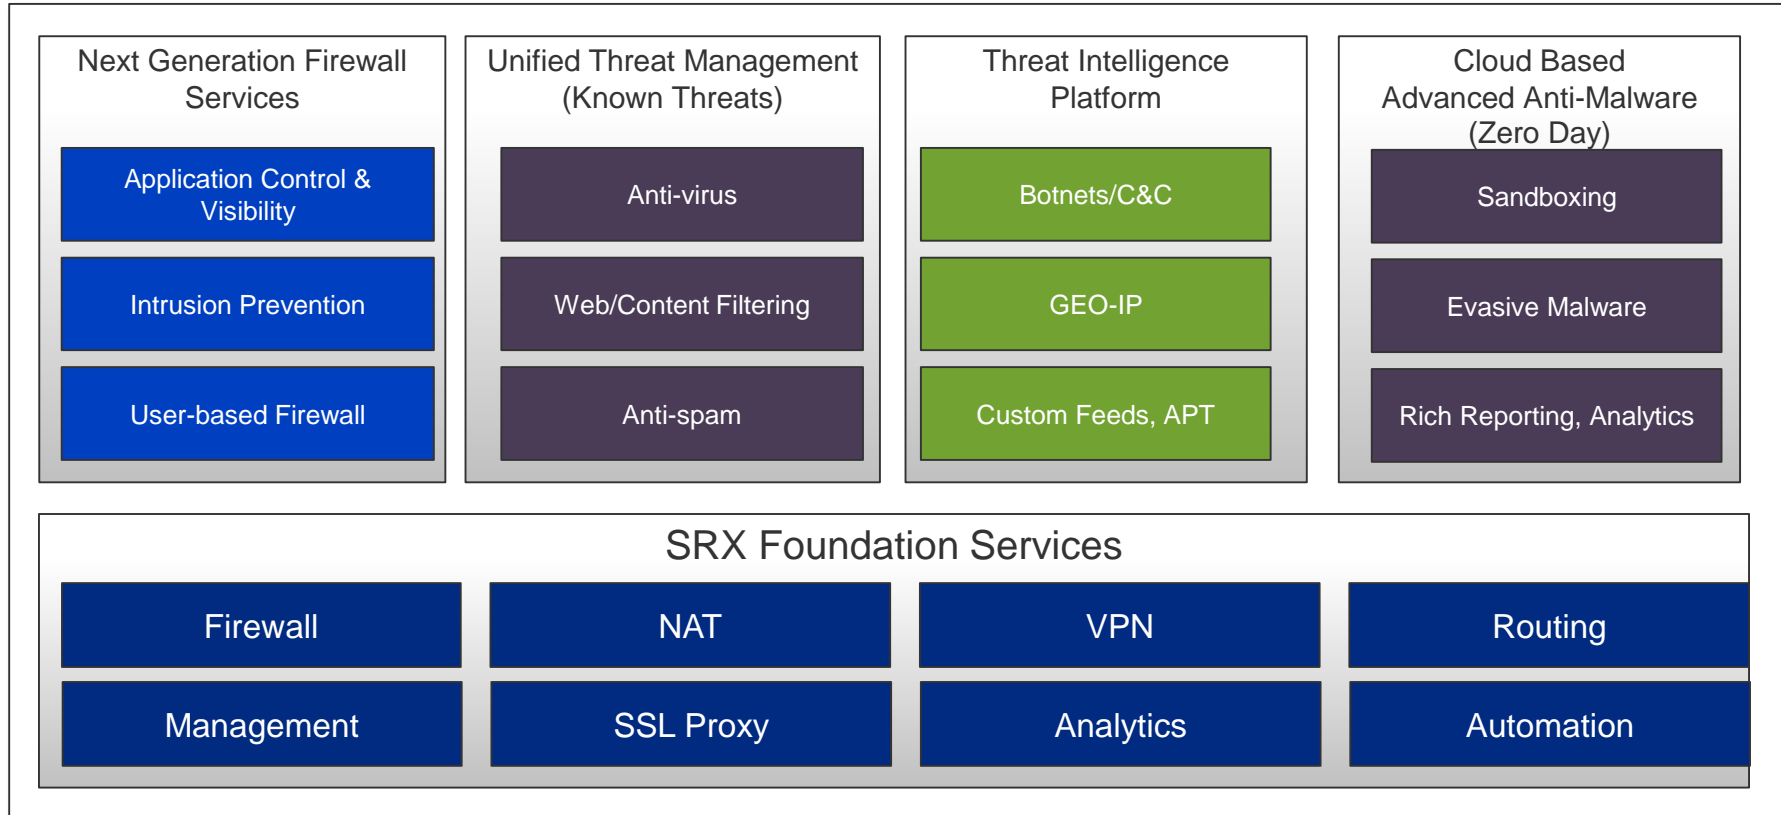 Next Generation Firewall
Services
Application Control &
Visibility
Intrusion Prevention
User-based Firewall
Unified Threat Management
(Known Threats)
Anti-virus
Web/Content Filtering
Anti-spam
Threat Intelligence
Platform
Botnets/C&C
GEO-IP
Custom Feeds, APT
Cloud Based
Advanced Anti-Malware
(Zero Day)
Sandboxing
Evasive Malware
Rich Reporting, Analytics
SRX Foundation Services
Firewall
NAT
VPN
Routing
Management
SSL Proxy
Analytics
Automation